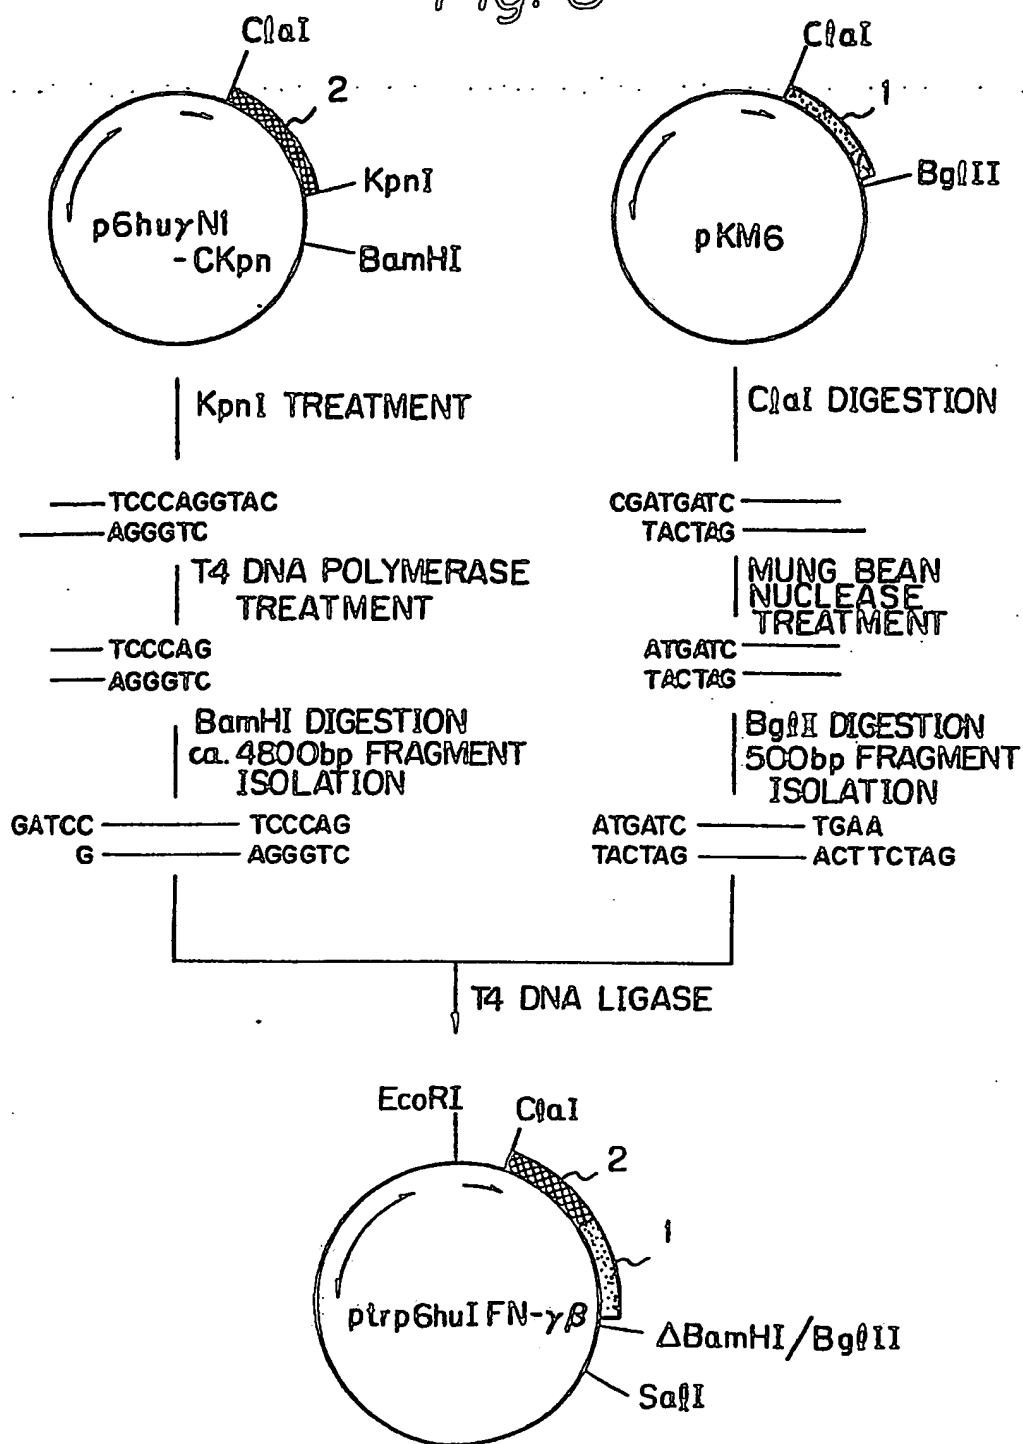 Fig.
ClaI
2
KpnI
p6huγN1
-CKpn
BamHI
ClaI
1
BglII
pKM6
KpnI TREATMENT
ClaI DIGESTION
TCCCAGGTAC
AGGGTC
CGATGATC
TACTAG
T4 DNA POLYMERASE
TREATMENT
MUNG BEAN
NUCLEASE
TREATMENT
TCCCAG
AGGGTC
ATGATC
TACTAG
BamHI DIGESTION
ca. 4800bp FRAGMENT
ISOLATION
BglII DIGESTION
500bp FRAGMENT
ISOLATION
GATCC TCCCAG
G AGGGTC
ATGATC TGAA
TACTAG ACTTCTAG
T4 DNA LIGASE
EcoRI
ClaI
2
1
ptrp6huIFN-γβ
ΔBamHI/BglII
SalI